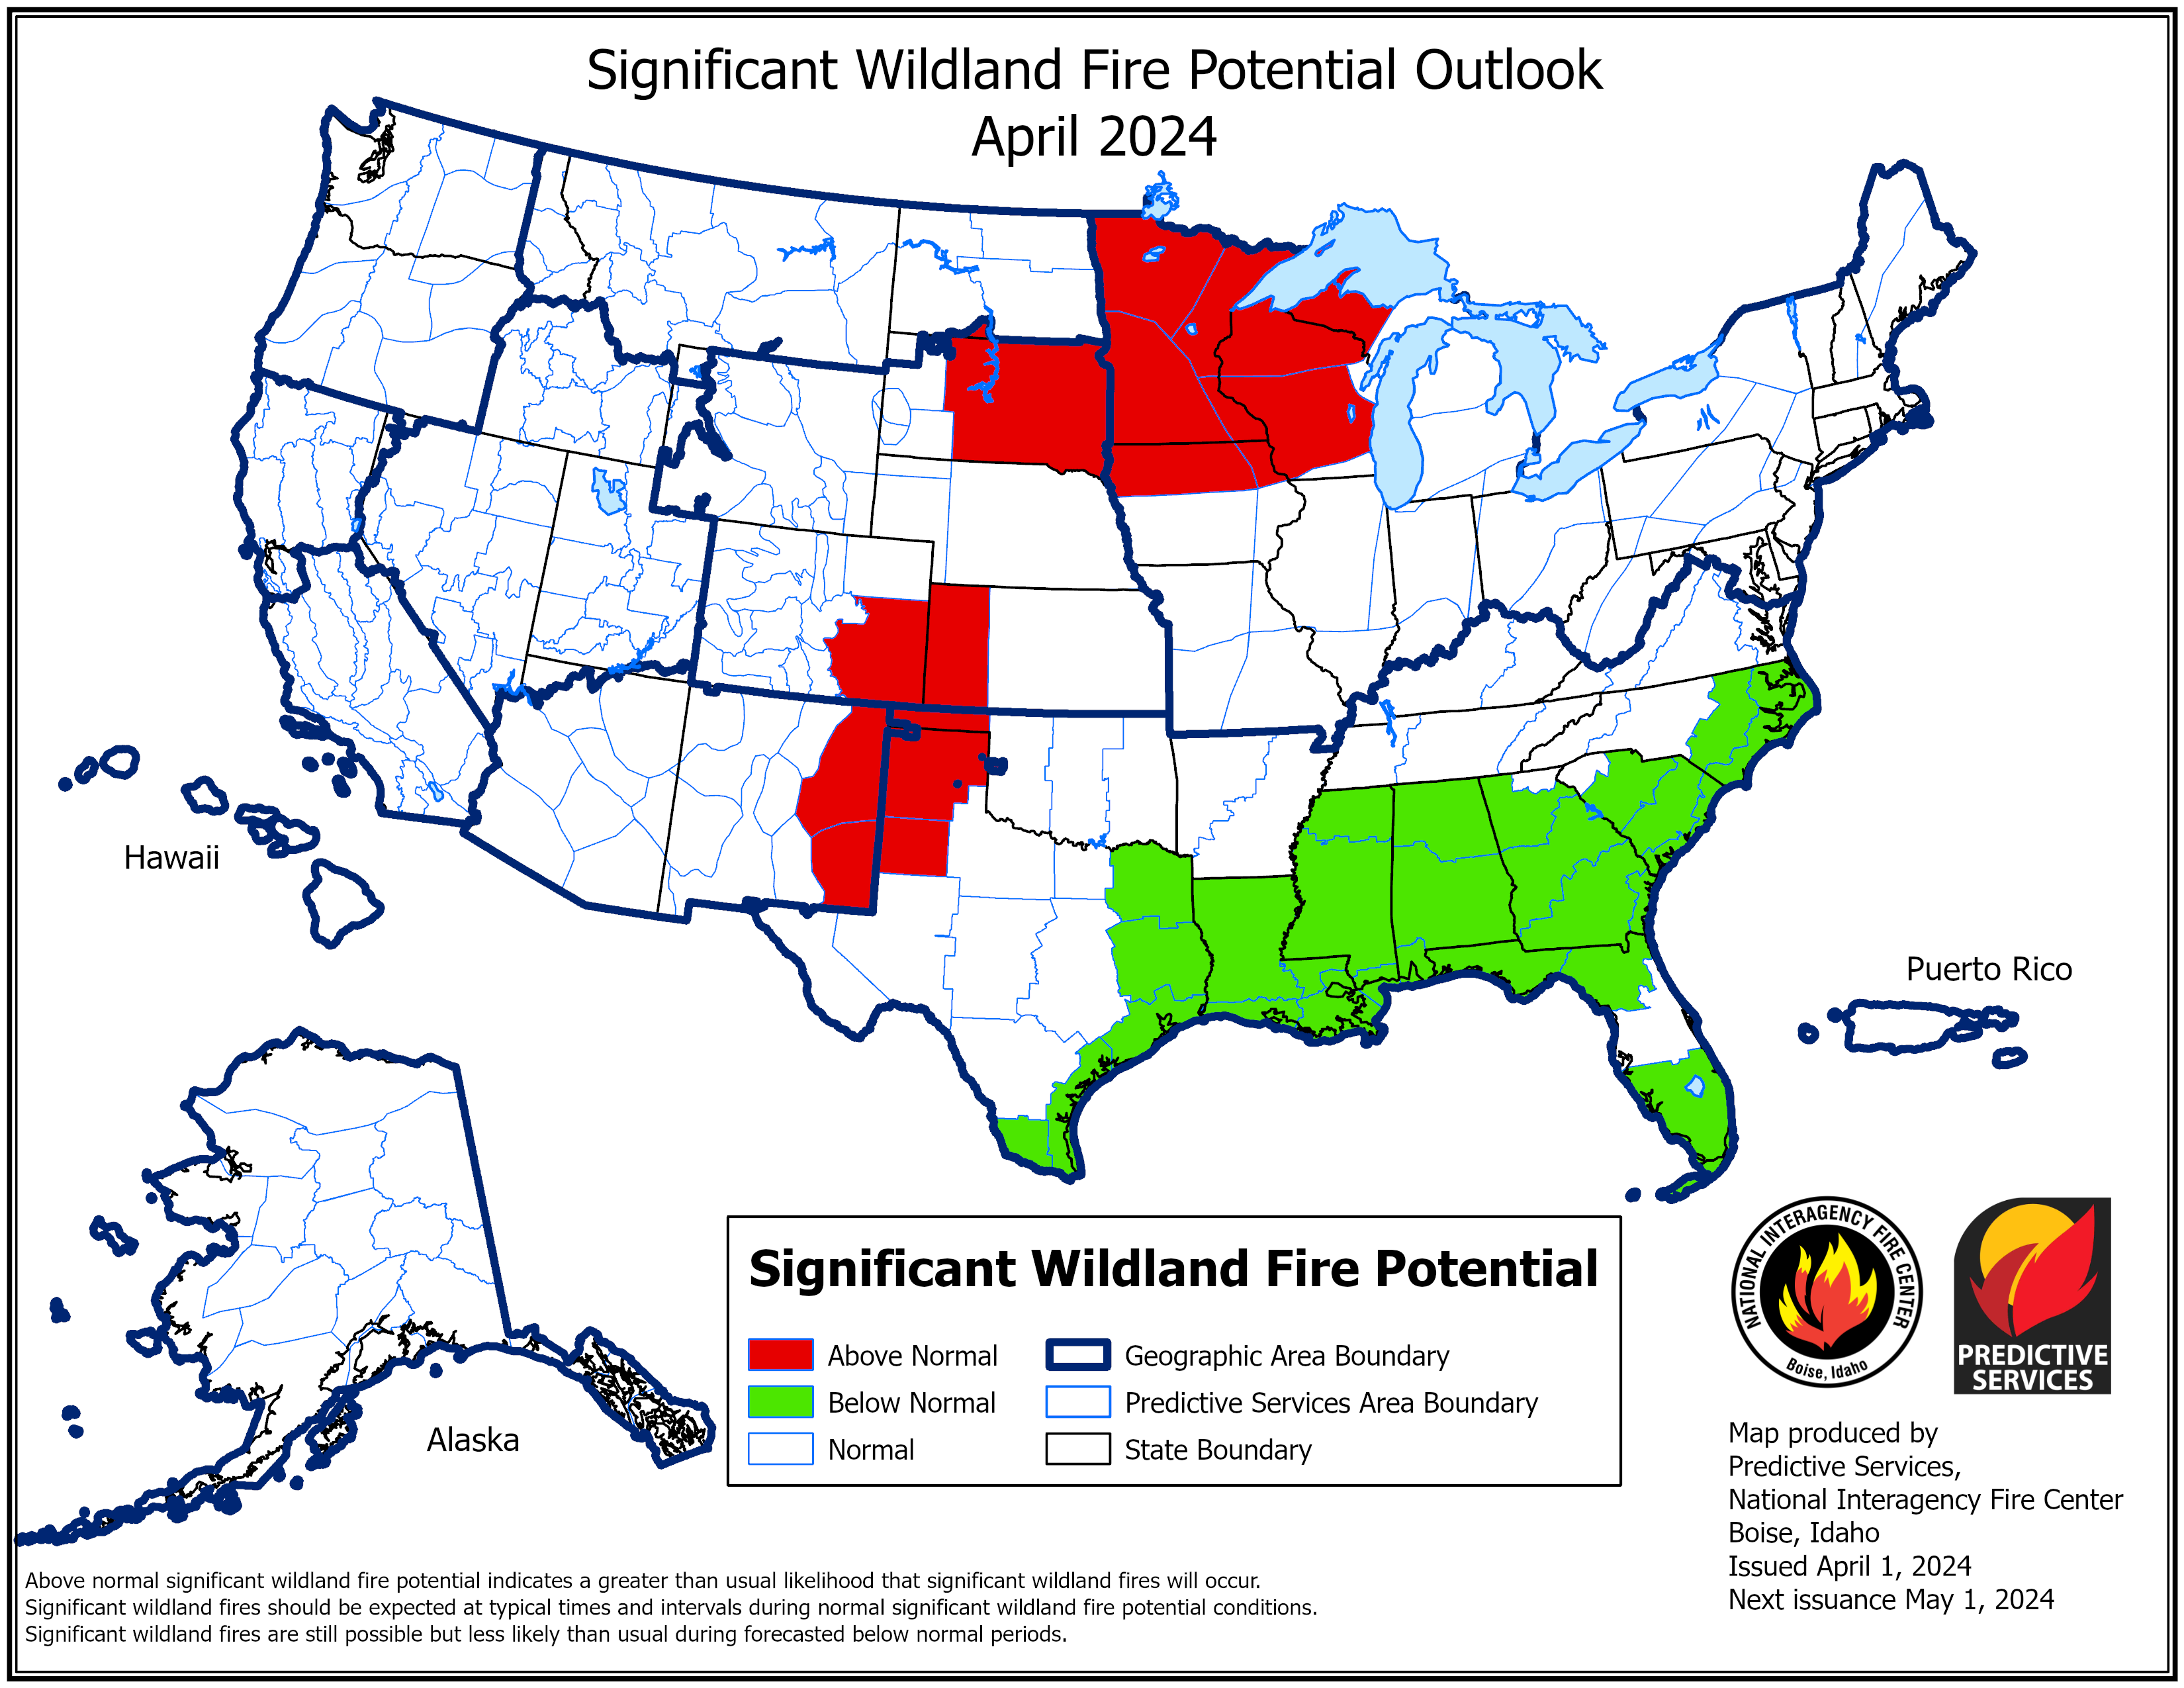 Significant Wildland Fire Potential Outlook
April 2024
Hawaii
Puerto Rico
Alaska
Significant Wildland Fire Potential
Above Normal
Below Normal
Normal
Geographic Area Boundary
Predictive Services Area Boundary
State Boundary
NATIONAL INTERAGENCY FIRE CENTER
Boise, Idaho
PREDICTIVE
SERVICES
Map produced by
Predictive Services,
National Interagency Fire Center
Boise, Idaho
Issued April 1, 2024
Next issuance May 1, 2024
Above normal significant wildland fire potential indicates a greater than usual likelihood that significant wildland fires will occur.
Significant wildland fires should be expected at typical times and intervals during normal significant wildland fire potential conditions.
Significant wildland fires are still possible but less likely than usual during forecasted below normal periods.